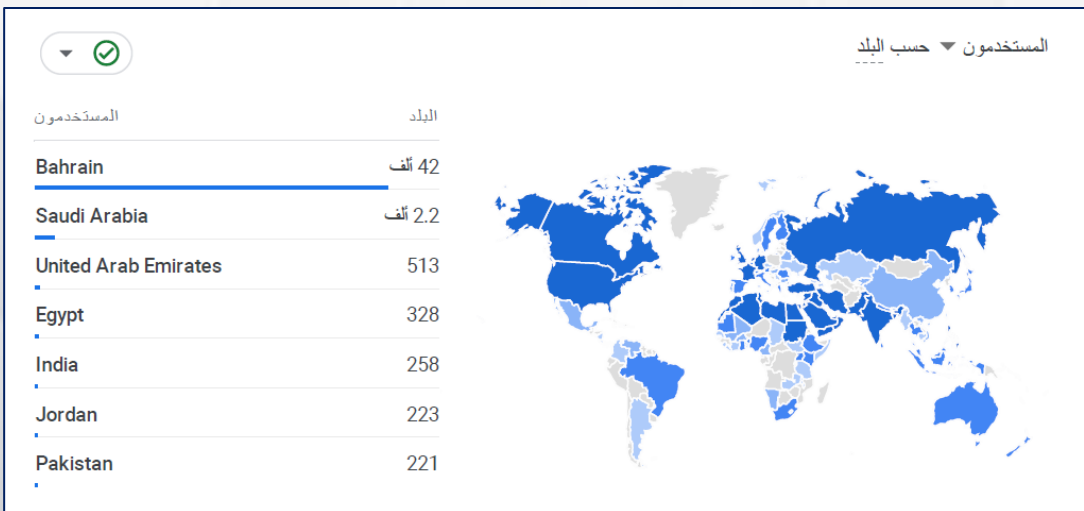 المستخدمون حسب البلد
البلد المستخدمون
Bahrain 42 ألف
Saudi Arabia 2.2 ألف
United Arab Emirates 513
Egypt 328
India 258
Jordan 223
Pakistan 221